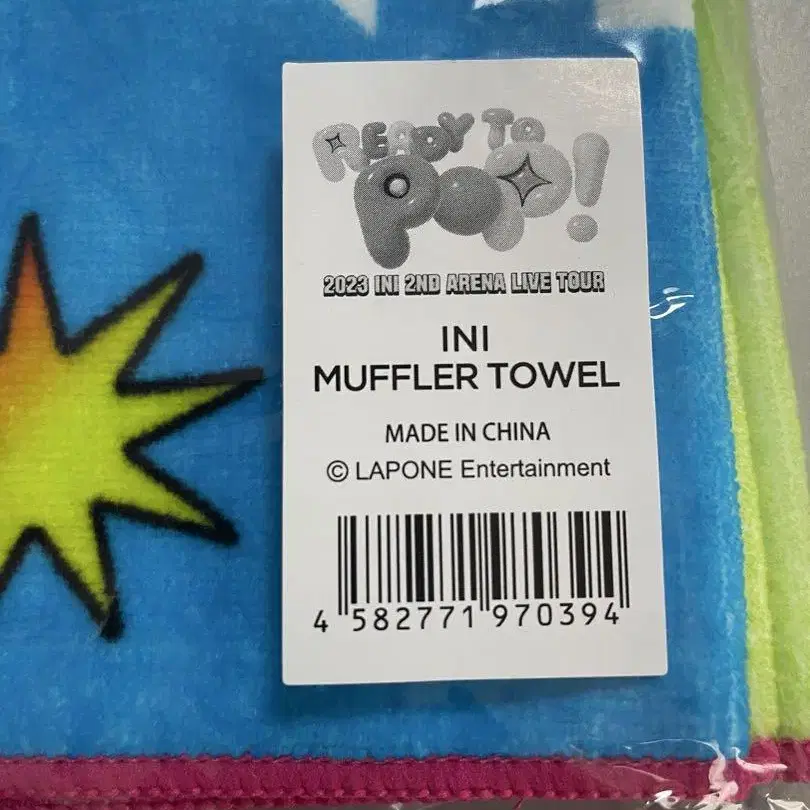 READY TO
POP!
2023 INI 2ND ARENA LIVE TOUR
INI
MUFFLER TOWEL
MADE IN CHINA
© LAPONE Entertainment
4 582771 970394